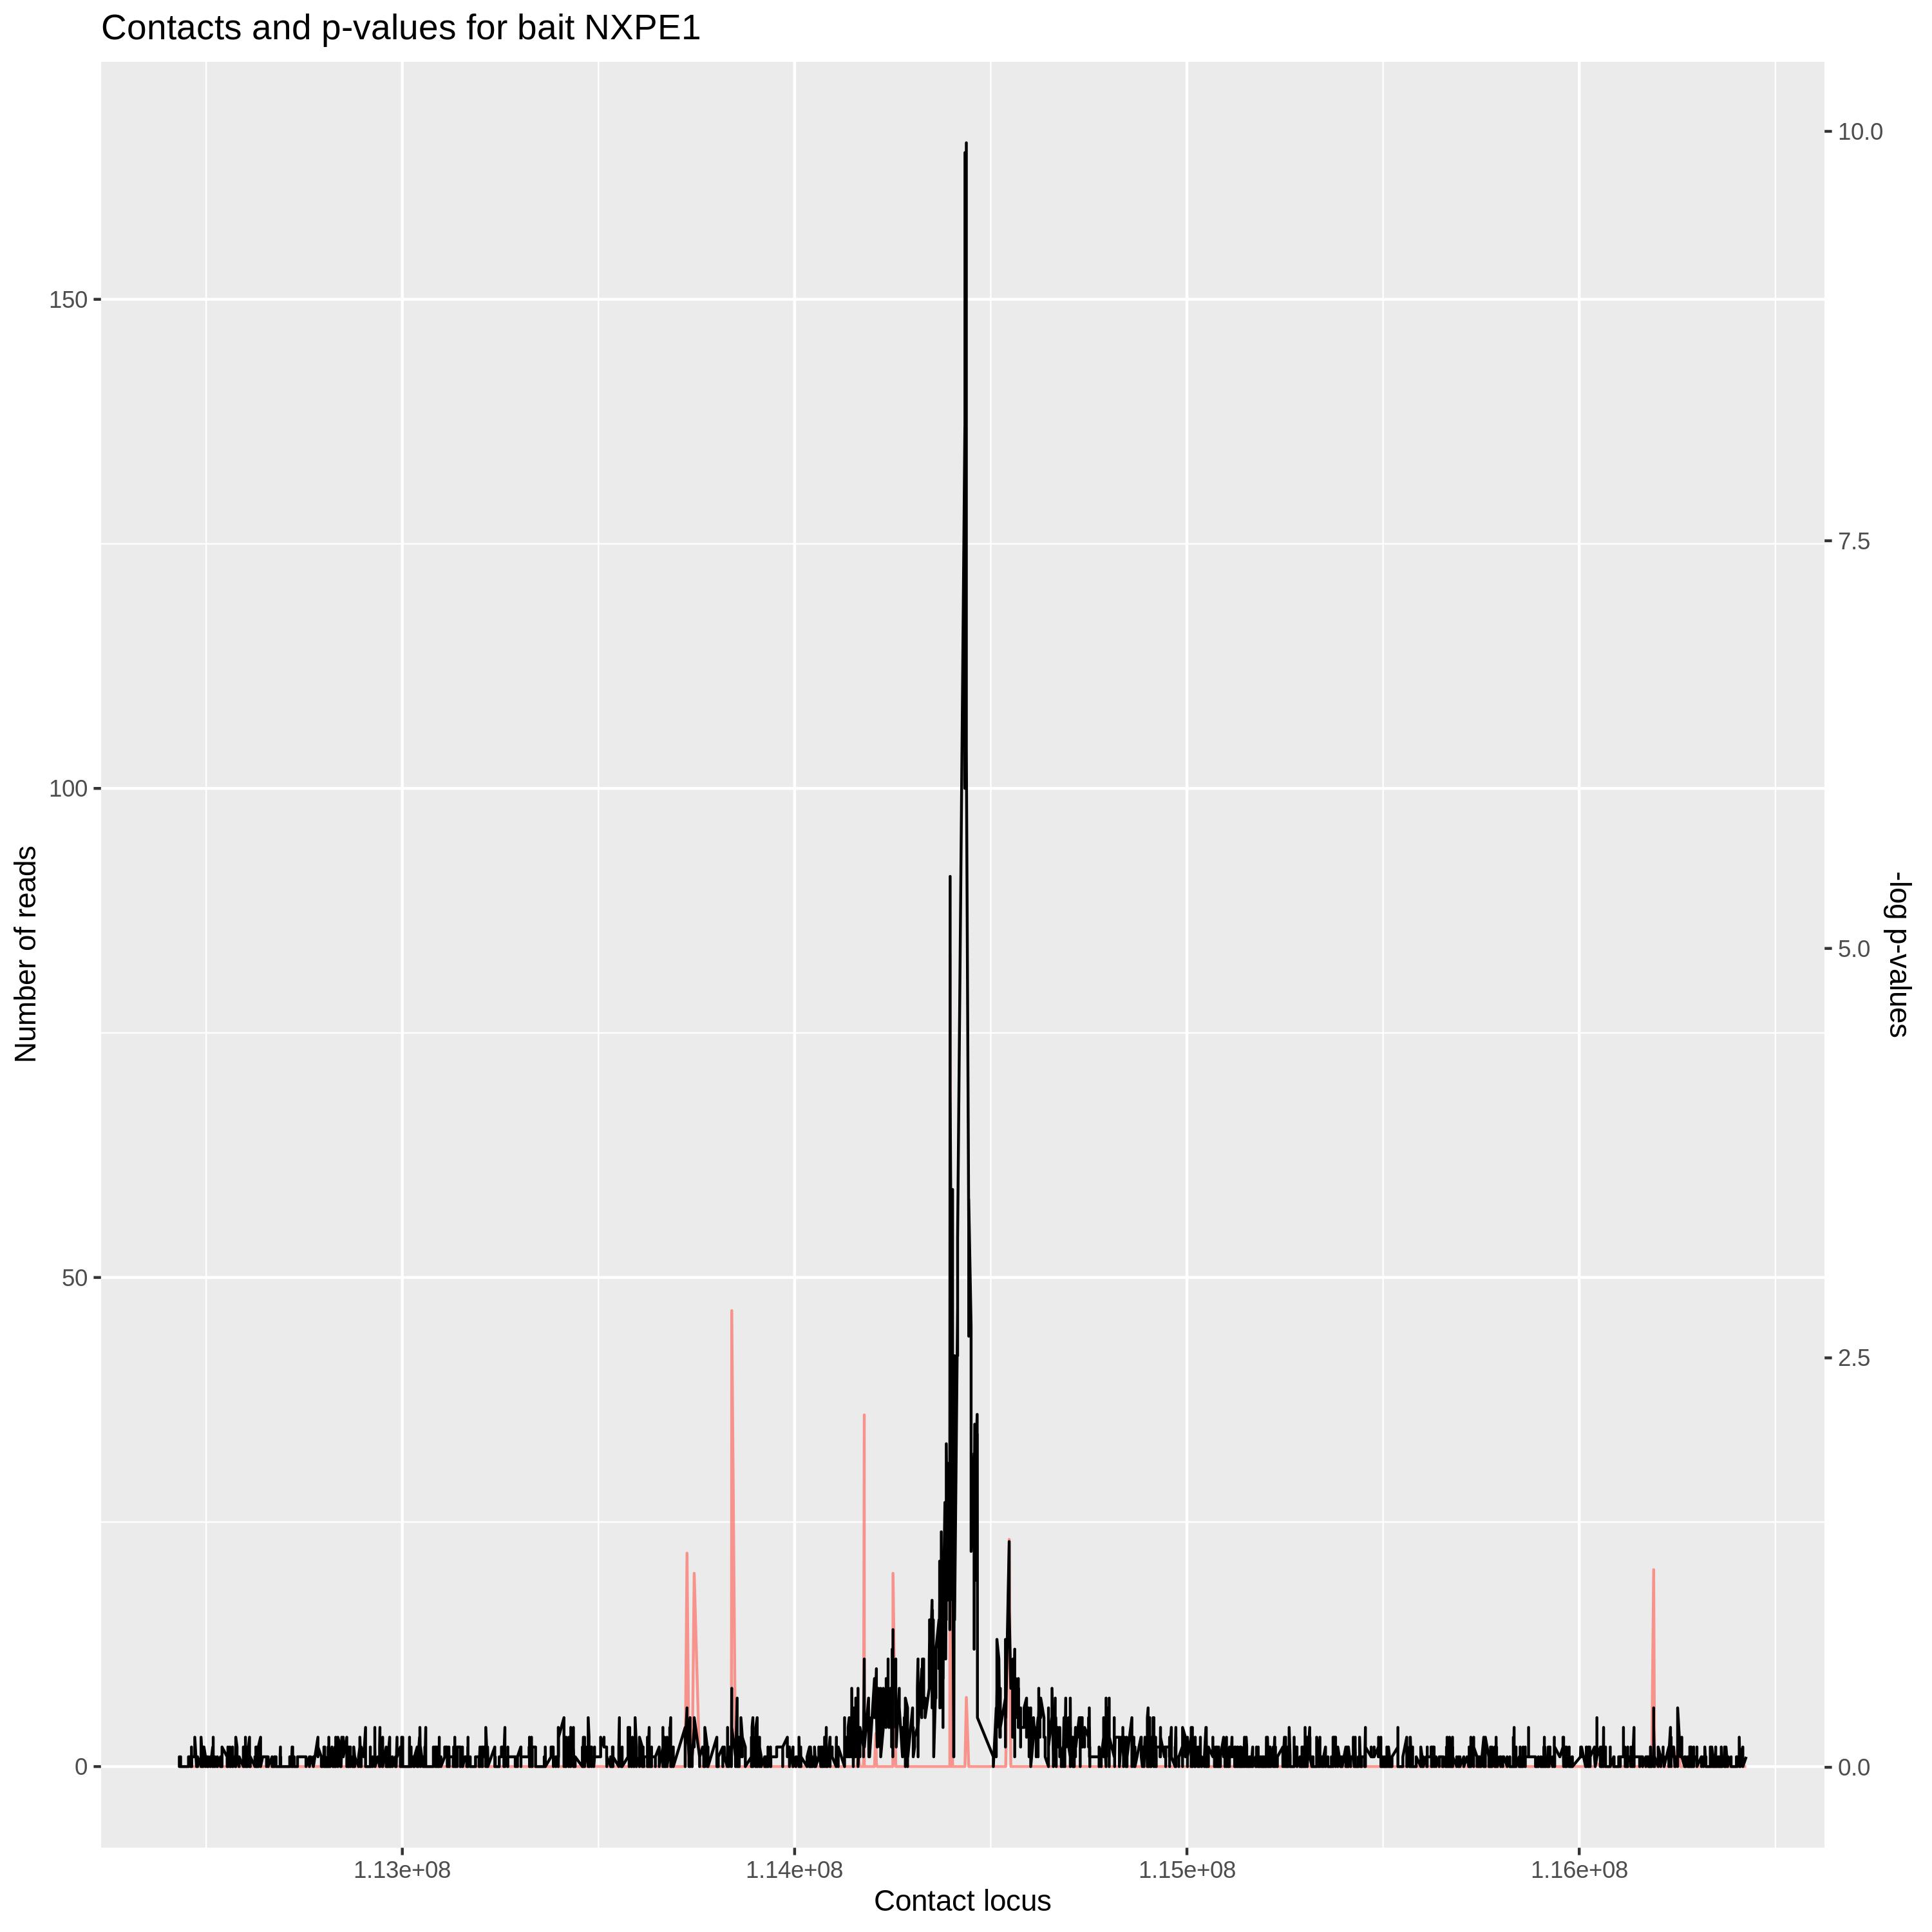 Contacts and p-values for bait NXPE1
Number of reads
150
100
50
0
10.0
7.5
5.0
2.5
0.0
-log p-values
1.13e+08
1.14e+08
1.15e+08
1.16e+08
Contact locus